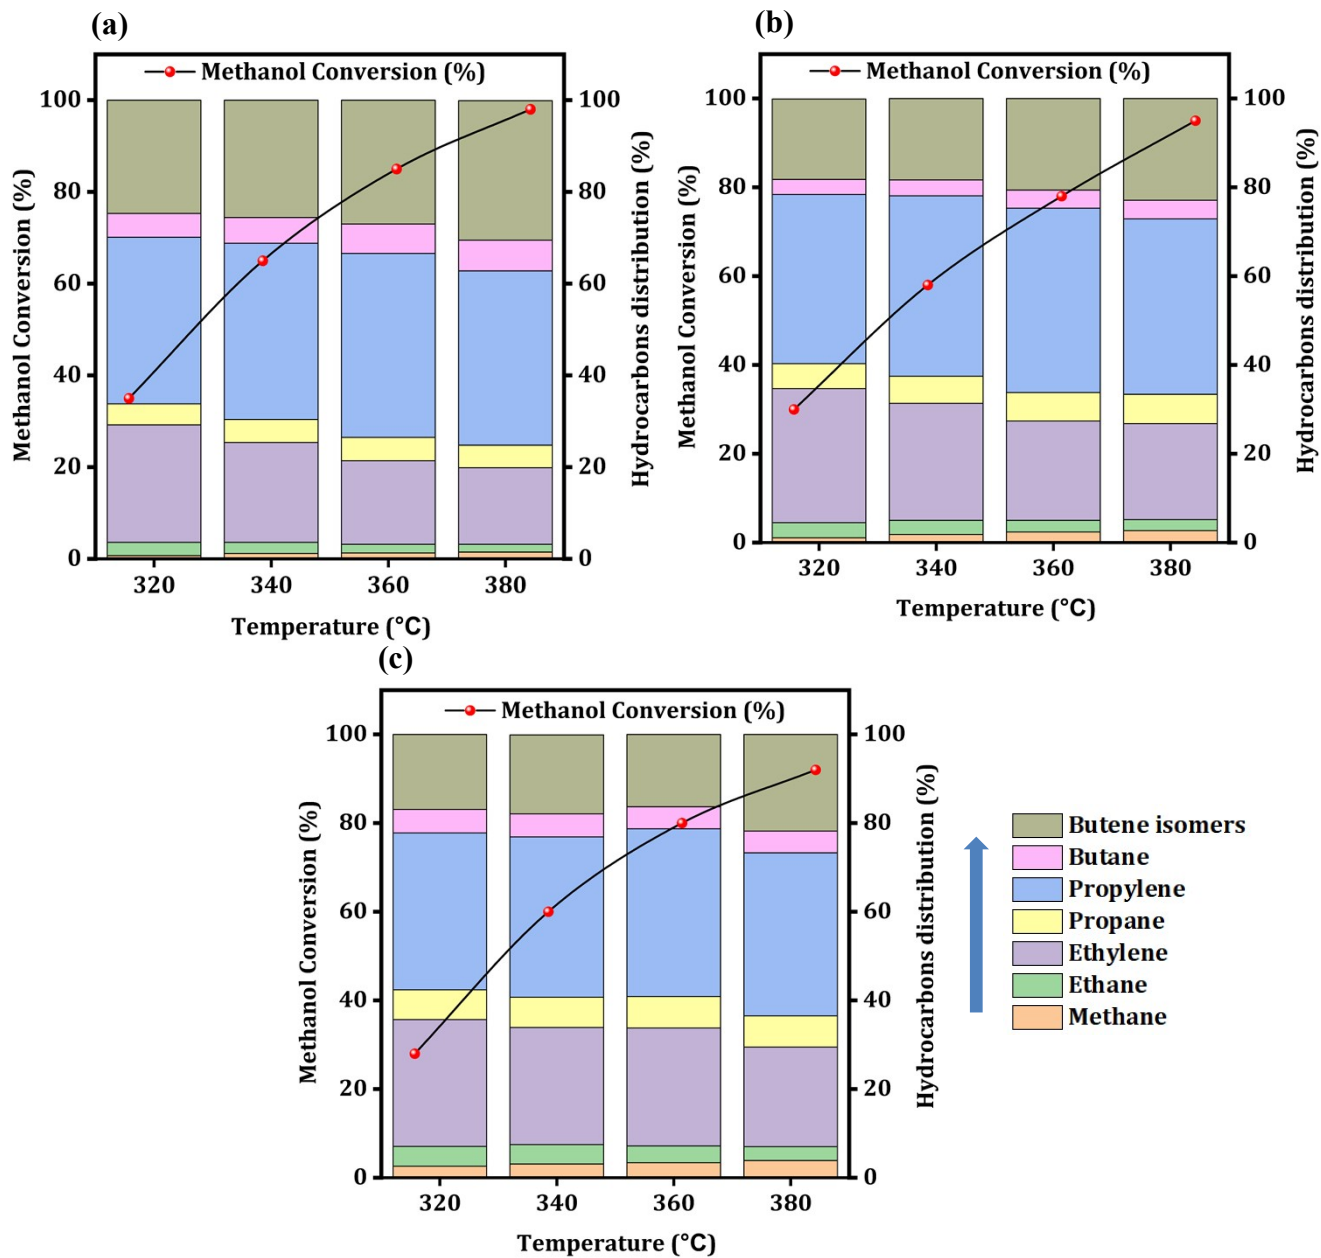 (a)
Methanol Conversion (%)
100
80
60
40
20
0
Methanol Conversion (%)
100
80
60
40
20
0
Hydrocarbons distribution (%)
320 340 360 380
Temperature (°C)
(b)
Methanol Conversion (%)
100
80
60
40
20
0
Methanol Conversion (%)
100
80
60
40
20
0
Hydrocarbons distribution (%)
320 340 360 380
Temperature (°C)
(c)
Methanol Conversion (%)
100
80
60
40
20
0
Methanol Conversion (%)
100
80
60
40
20
0
Hydrocarbons distribution (%)
320 340 360 380
Temperature (°C)
Butene isomers
Butane
Propylene
Propane
Ethylene
Ethane
Methane